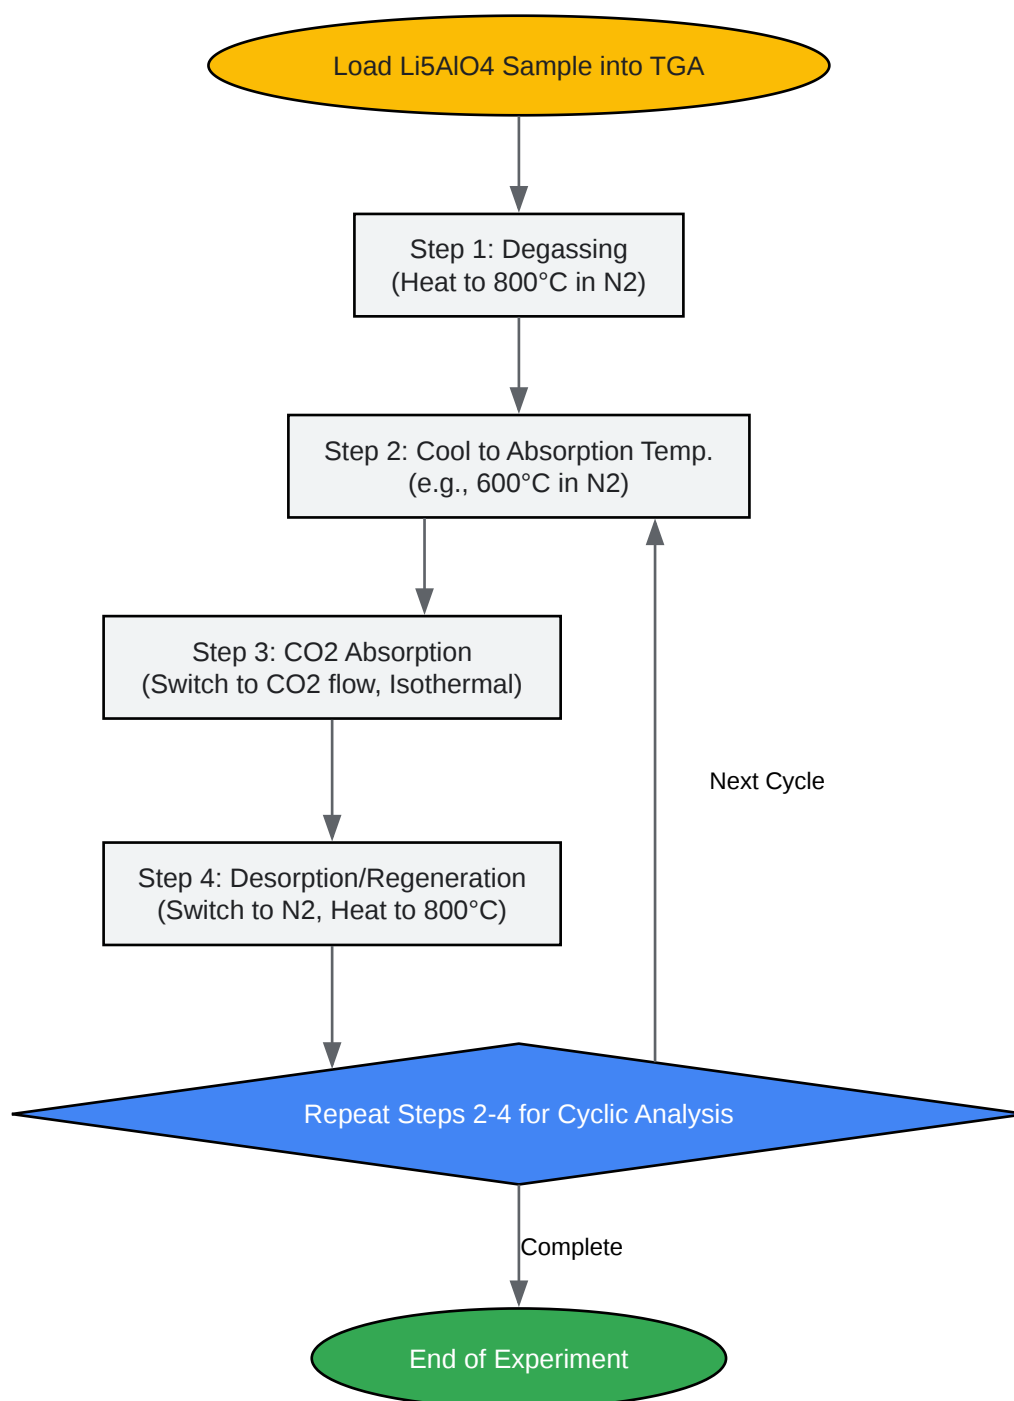 Load Li5AlO4 Sample into TGA
Step 1: Degassing
(Heat to 800°C in N2)
Step 2: Cool to Absorption Temp.
(e.g., 600°C in N2)
Step 3: CO2 Absorption
(Switch to CO2 flow, Isothermal)
Next Cycle
Step 4: Desorption/Regeneration
(Switch to N2, Heat to 800°C)
Repeat Steps 2-4 for Cyclic Analysis
Complete
End of Experiment